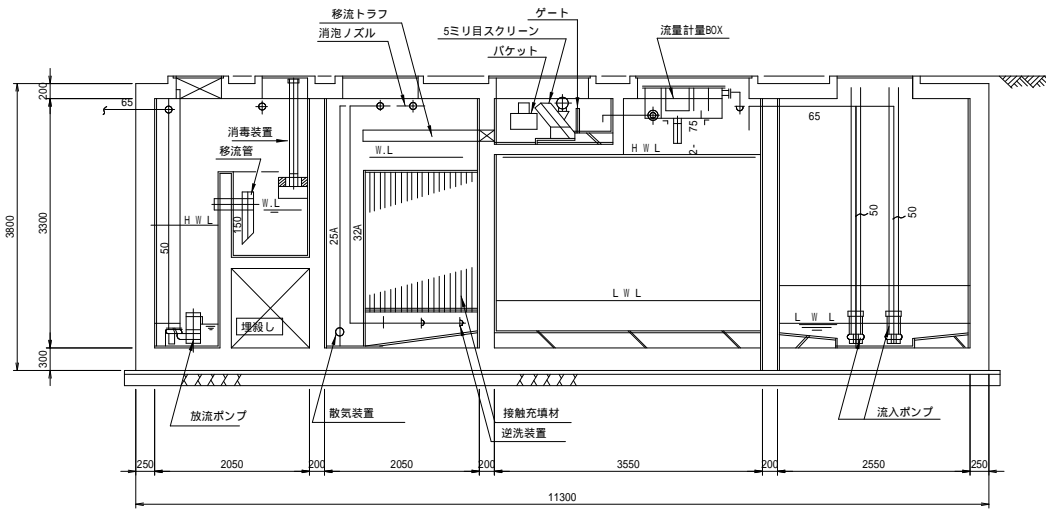 移流トラフ
消泡ノズル
5ミリ目スクリーン
ゲート
バケット
流量計量BOX
200
65
消毒装置
移流管
W.L
W.L
H W L
H W L
75
2-
65
3800
3300
50
150
25A
32A
50
50
L W L
L W L
埋殺し
300
放流ポンプ
散気装置
接触充填材
逆洗装置
流入ポンプ
250
2050
200
2050
200
3550
200
2550
250
11300